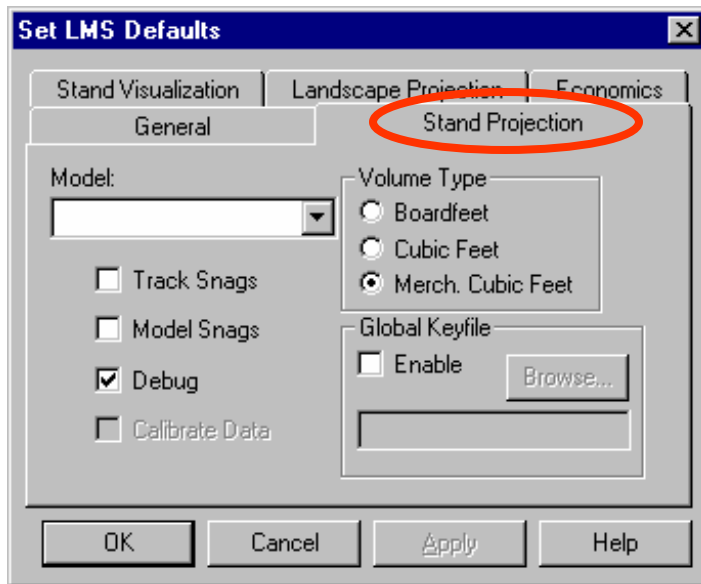 Set LMS Defaults
Stand Visualization Landscape Projection Economics
General Stand Projection
Model:
Track Snags
Model Snags
Debug
Calibrate Data
Volume Type
Boardfeet
Cubic Feet
Merch. Cubic Feet
Global Keyfile
Enable Browse...
OK Cancel Apply Help